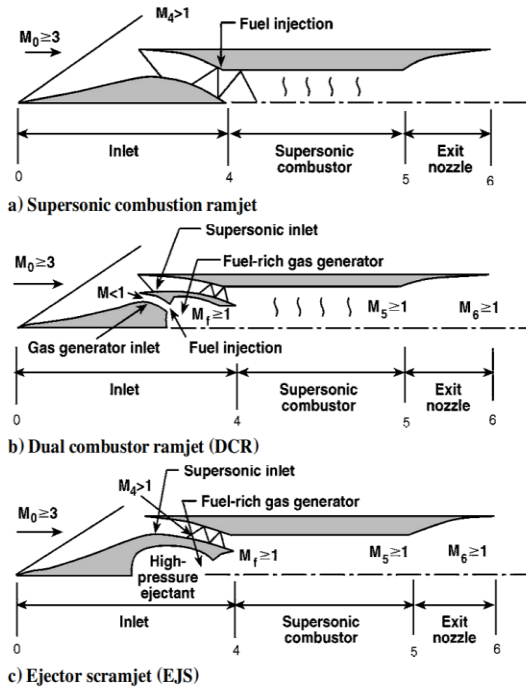 M4>1
Fuel injection
M0≥3
Inlet
Supersonic combustor
Exit nozzle
0
4
5
6
a) Supersonic combustion ramjet
Supersonic inlet
M0≥3
Fuel-rich gas generator
M<1
Mf≥1
M5≥1
M6≥1
Gas generator inlet
Fuel injection
Inlet
Supersonic combustor
Exit nozzle
0
4
5
6
b) Dual combustor ramjet (DCR)
Supersonic inlet
M4>1
Fuel-rich gas generator
M0≥3
High-pressure ejectant
Mf≥1
M5≥1
M6≥1
Inlet
Supersonic combustor
Exit nozzle
0
4
5
6
c) Ejector scramjet (EJS)